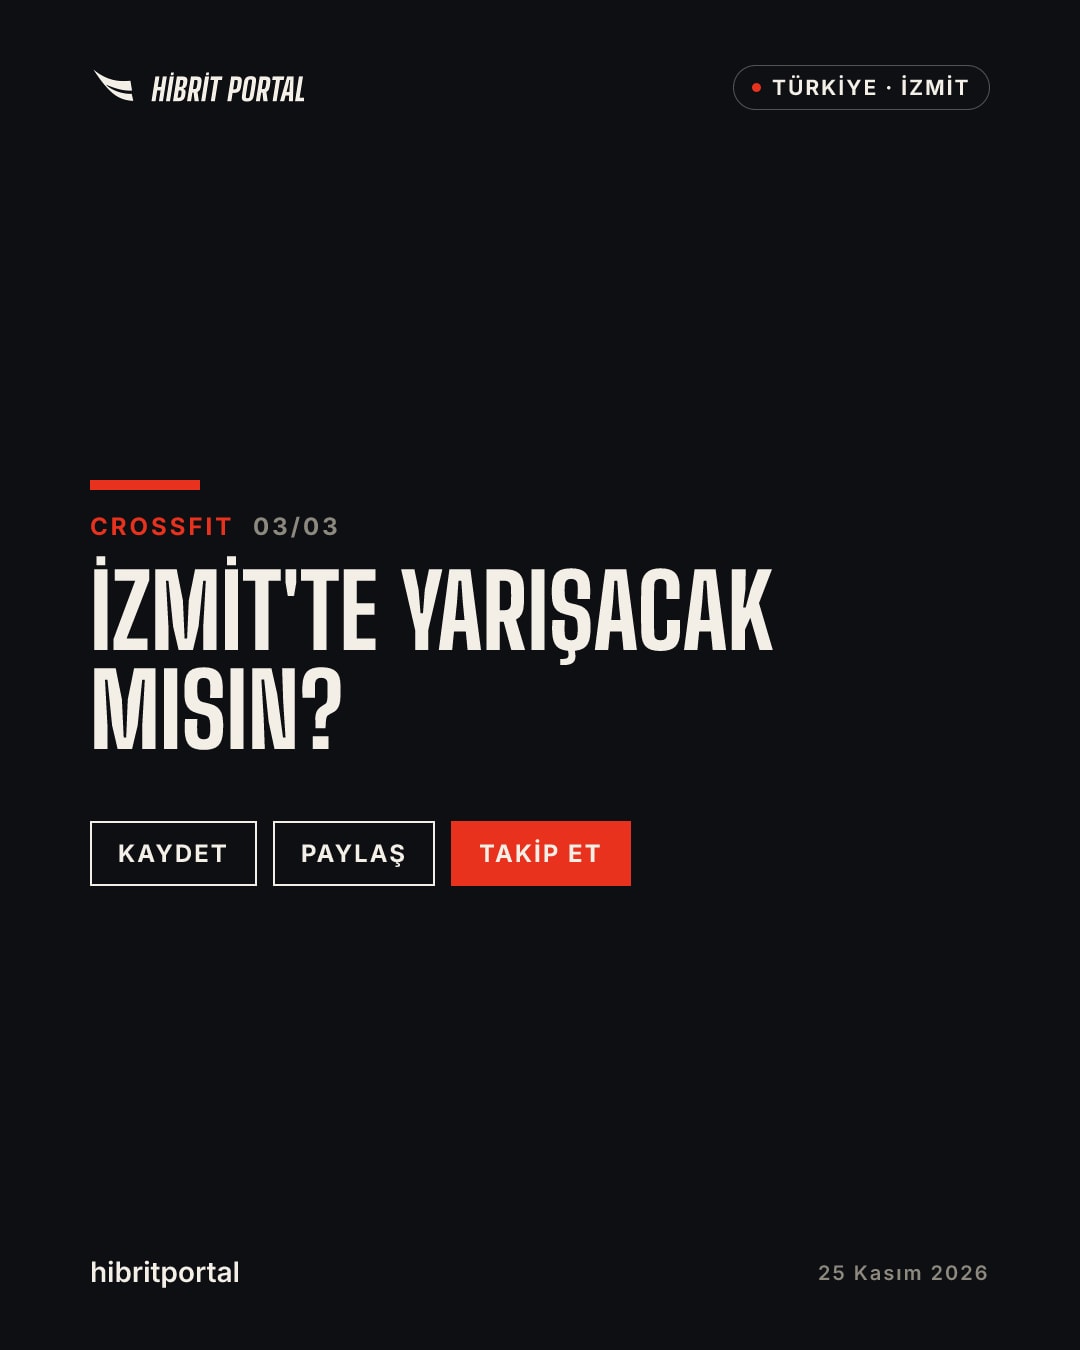 HİBRİT PORTAL
TÜRKİYE · İZMİT
CROSSFIT 03/03
İZMİT'TE YARIŞACAK
MISIN?
KAYDET
PAYLAŞ
TAKİP ET
hibritportal
25 Kasım 2026